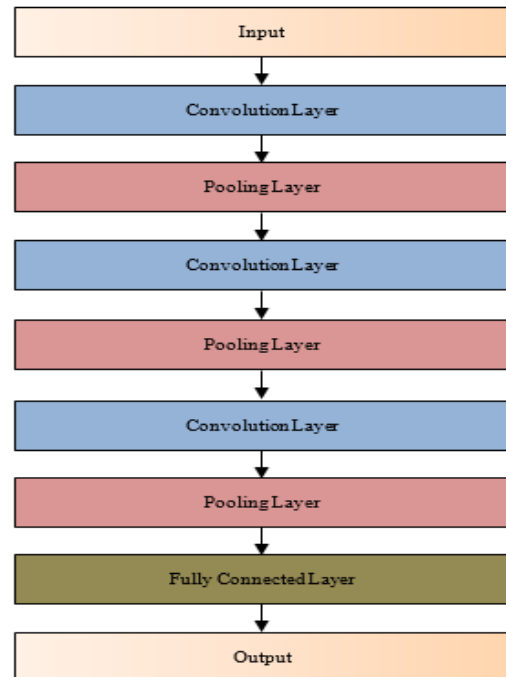 Input
Convolution Layer
Pooling Layer
Convolution Layer
Pooling Layer
Convolution Layer
Pooling Layer
Fully Connected Layer
Output